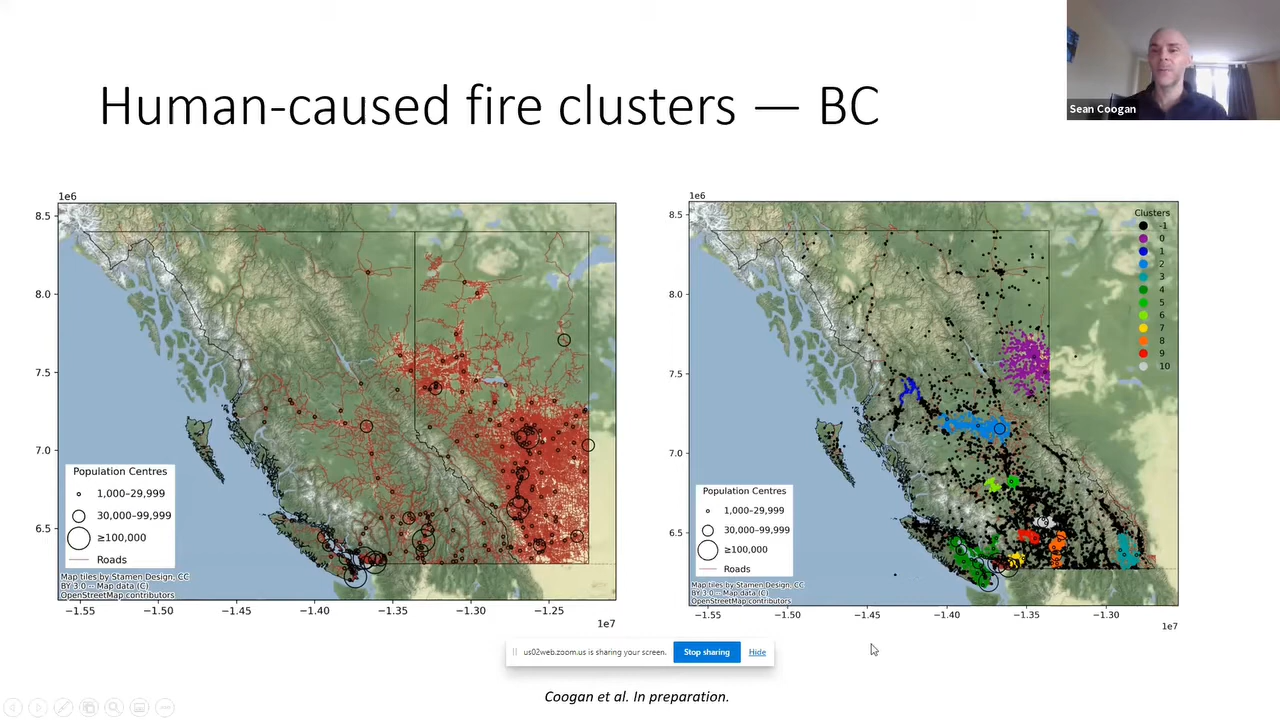 Human-caused fire clusters — BC
Sean Coogan
1e6
8.5
8.0
7.5
7.0
6.5
Population Centres
1,000–29,999
30,000–99,999
≥100,000
Roads
Map tiles by Stamen Design, CC
BY 3.0 -- Map data (C)
OpenStreetMap contributors
−1.55
−1.50
−1.45
−1.40
−1.35
−1.30
−1.25
1e7
1e6
8.5
8.0
7.5
7.0
6.5
Clusters
-1
0
1
2
3
4
5
6
7
8
9
10
Population Centres
1,000–29,999
30,000–99,999
≥100,000
Roads
Map tiles by Stamen Design, CC
BY 3.0 -- Map data (C)
OpenStreetMap contributors
−1.55
−1.50
−1.45
−1.40
−1.35
−1.30
1e7
us02web.zoom.us is sharing your screen.
Stop sharing
Hide
Coogan et al. In preparation.